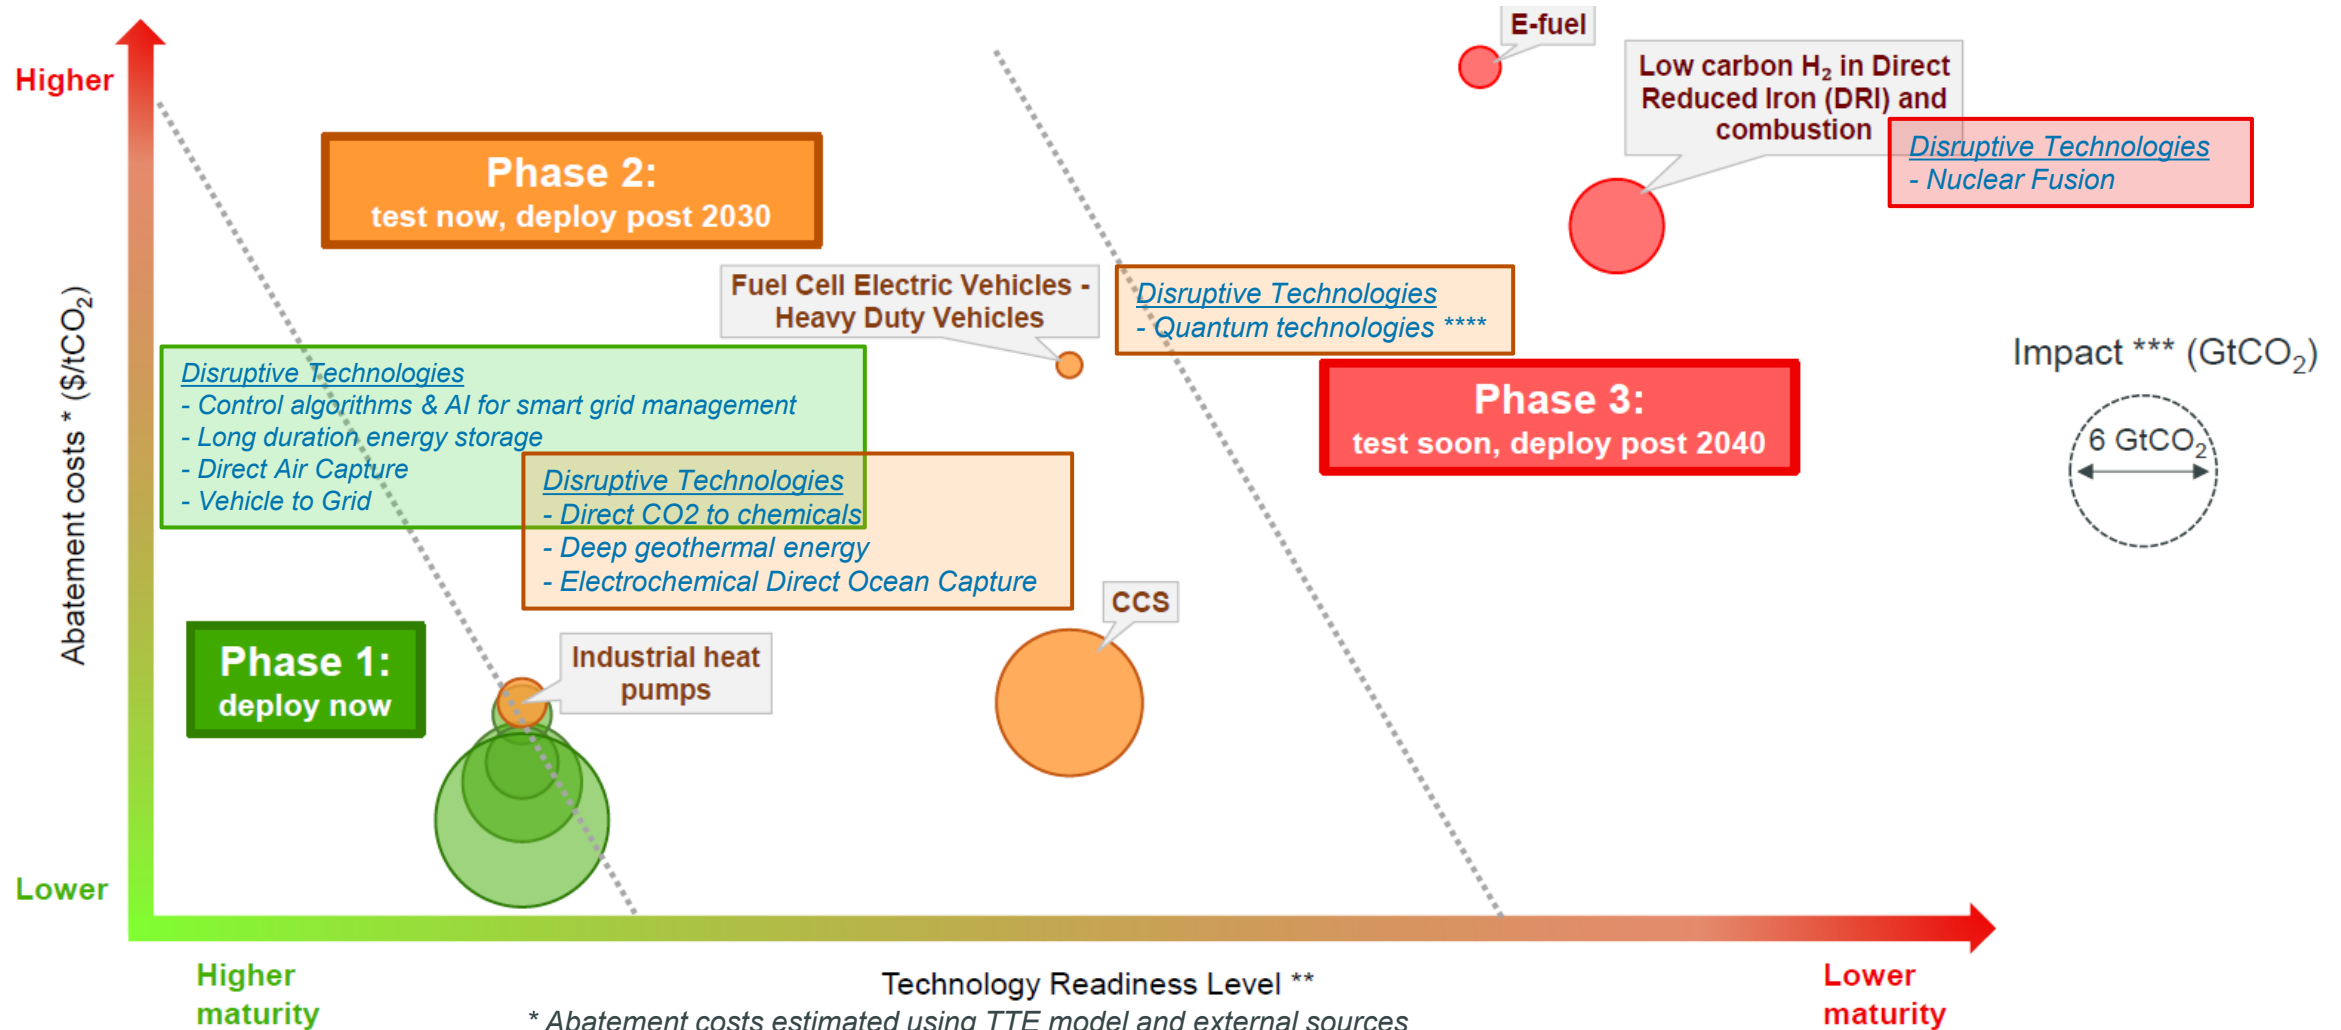 E-fuel
Higher
Low carbon H₂ in Direct
Reduced Iron (DRI) and
combustion
Disruptive Technologies
- Nuclear Fusion
Phase 2:
test now, deploy post 2030
Fuel Cell Electric Vehicles -
Heavy Duty Vehicles
Disruptive Technologies
- Quantum technologies ****
Impact *** (GtCO₂)
6 GtCO₂
Abatement costs * ($/tCO₂)
Disruptive Technologies
- Control algorithms & AI for smart grid management
- Long duration energy storage
- Direct Air Capture
- Vehicle to Grid
Phase 3:
test soon, deploy post 2040
Disruptive Technologies
- Direct CO2 to chemicals
- Deep geothermal energy
- Electrochemical Direct Ocean Capture
CCS
Phase 1:
deploy now
Industrial heat
pumps
Lower
Higher
maturity
Technology Readiness Level **
Lower
maturity
* Abatement costs estimated using TTE model and external sources